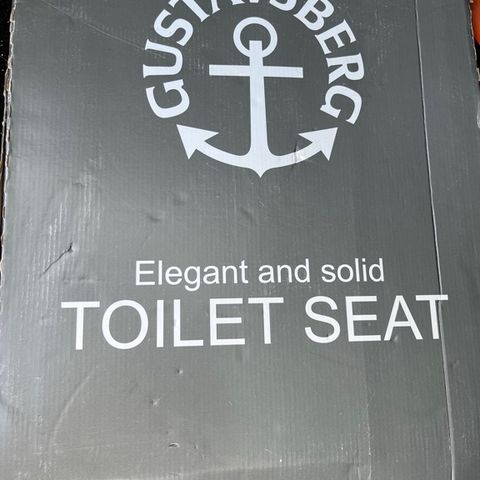 GUSTAVSBERG
Elegant and solid
TOILET SEAT